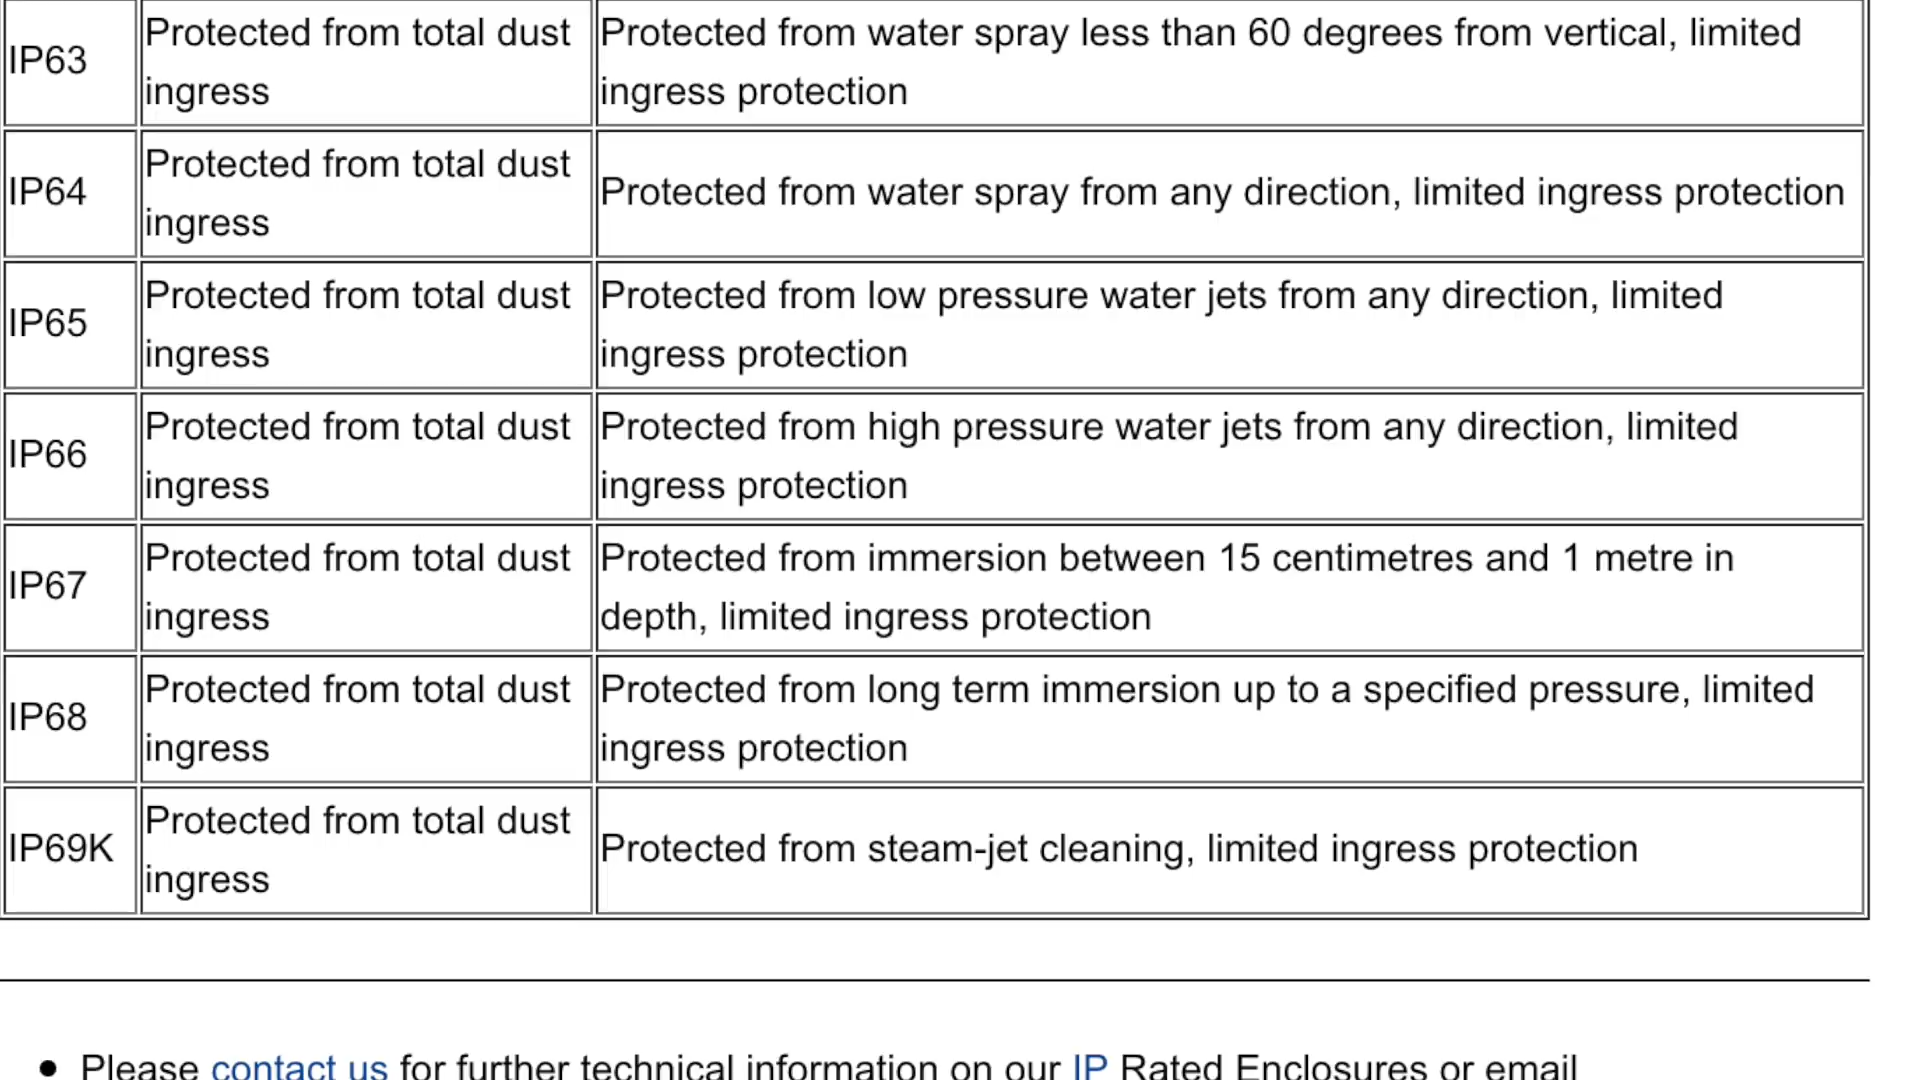 IP63
Protected from total dust
ingress
Protected from water spray less than 60 degrees from vertical, limited
ingress protection
IP64
Protected from total dust
ingress
Protected from water spray from any direction, limited ingress protection
IP65
Protected from total dust
ingress
Protected from low pressure water jets from any direction, limited
ingress protection
IP66
Protected from total dust
ingress
Protected from high pressure water jets from any direction, limited
ingress protection
IP67
Protected from total dust
ingress
Protected from immersion between 15 centimetres and 1 metre in
depth, limited ingress protection
IP68
Protected from total dust
ingress
Protected from long term immersion up to a specified pressure, limited
ingress protection
IP69K
Protected from total dust
ingress
Protected from steam-jet cleaning, limited ingress protection
• Please contact us for further technical information on our IP Rated Enclosures or email